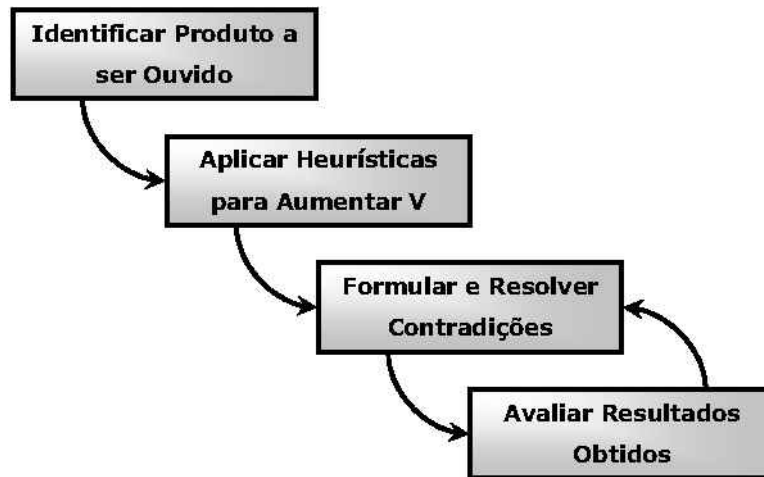 Identificar Produto a
ser Ouvido
Aplicar Heurísticas
para Aumentar V
Formular e Resolver
Contradições
Avaliar Resultados
Obtidos